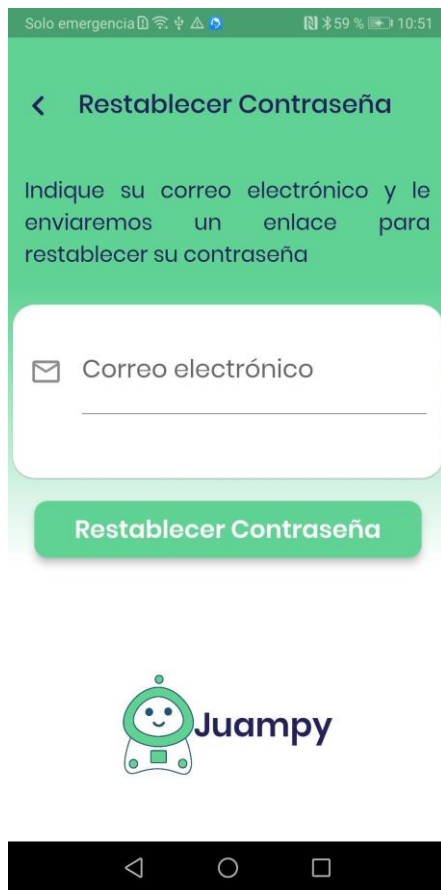 Solo emergencia
59 %
10:51
Restablecer Contraseña
Indique su correo electrónico y le
enviaremos un enlace para
restablecer su contraseña
Correo electrónico
Restablecer Contraseña
Juampy